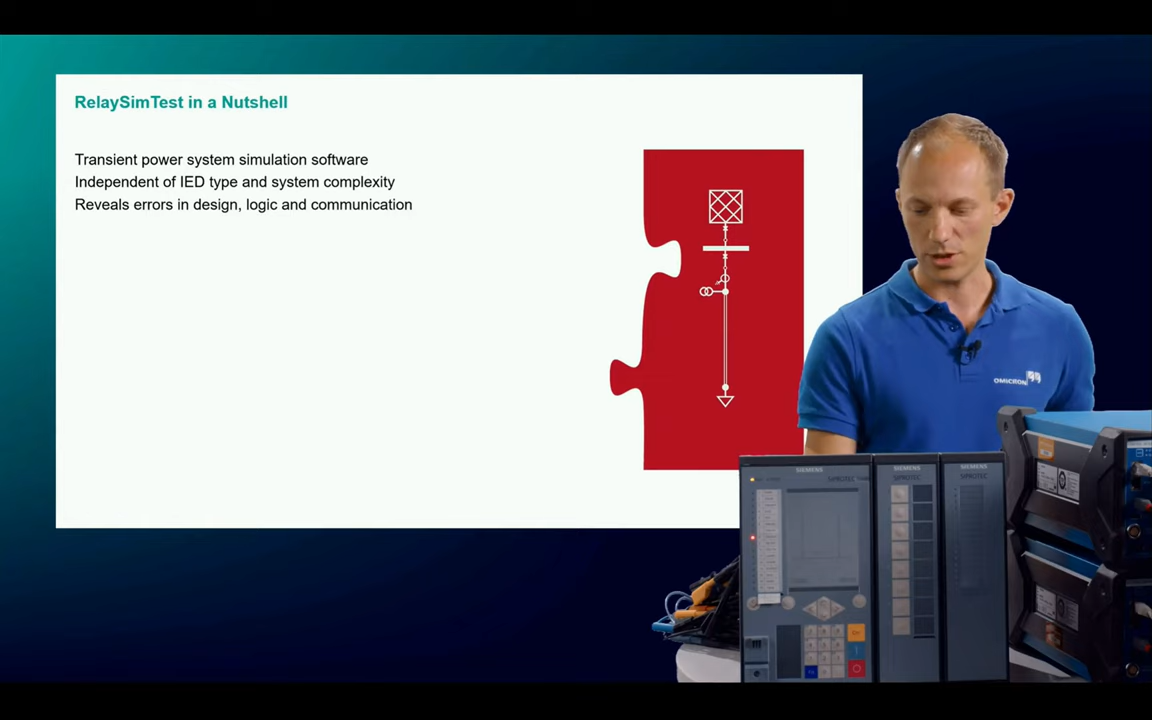 RelaySimTest in a Nutshell
Transient power system simulation software
Independent of IED type and system complexity
Reveals errors in design, logic and communication
OMICRON
SIEMENS
SIEMENS
SIEMENS
SIPROTEC
SIPROTEC
SIPROTEC